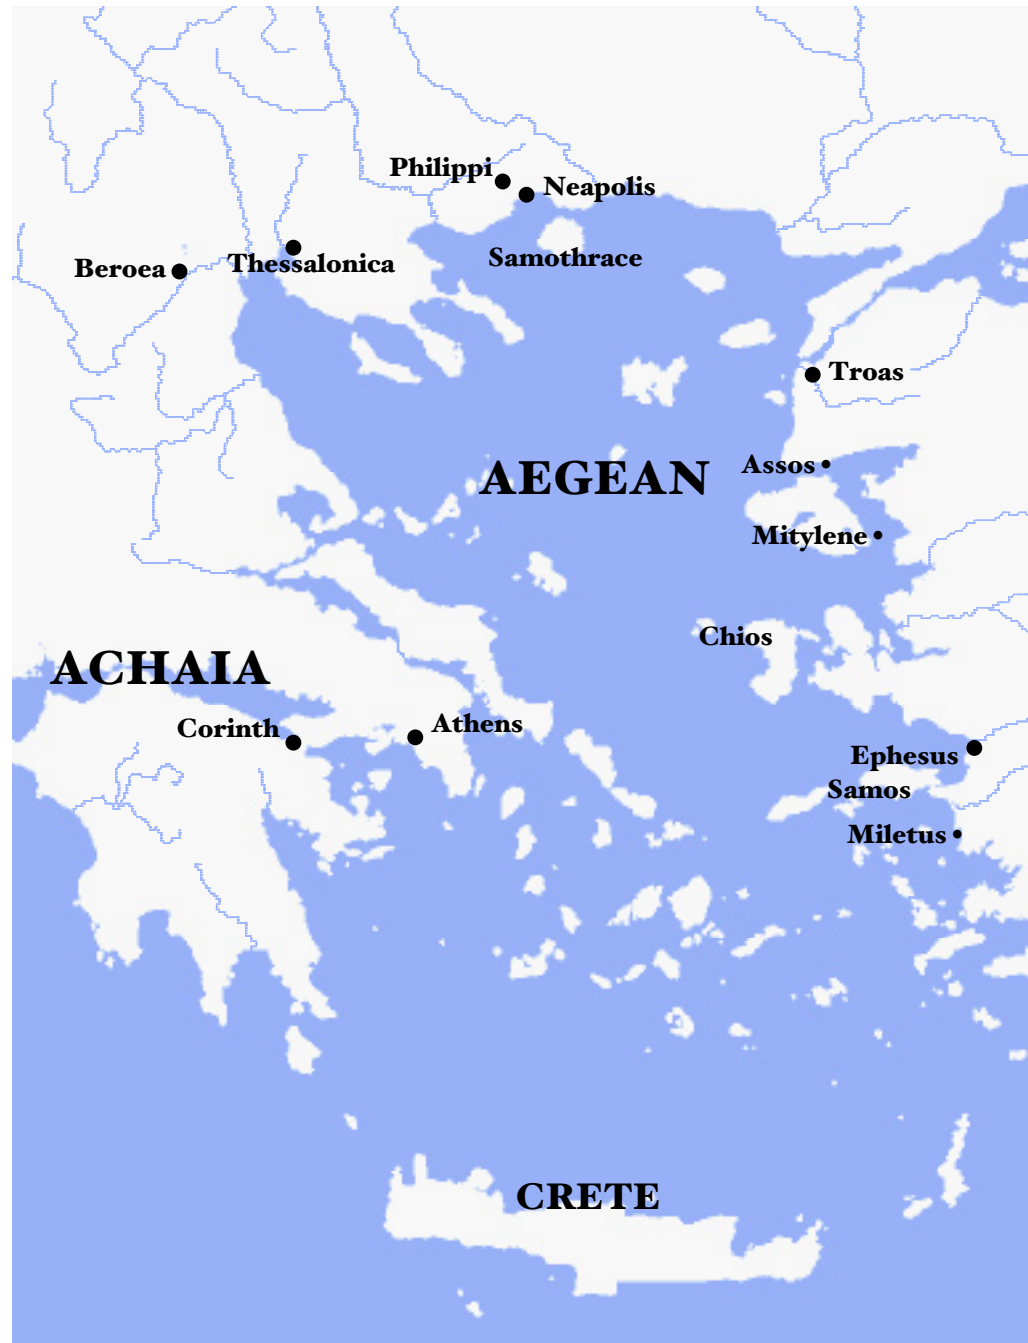 Philippi
Neapolis
Samothrace
Beroea
Thessalonica
Troas
AEGEAN
Assos
Mitylene
Chios
ACHAIA
Corinth
Athens
Ephesus
Samos
Miletus
CRETE